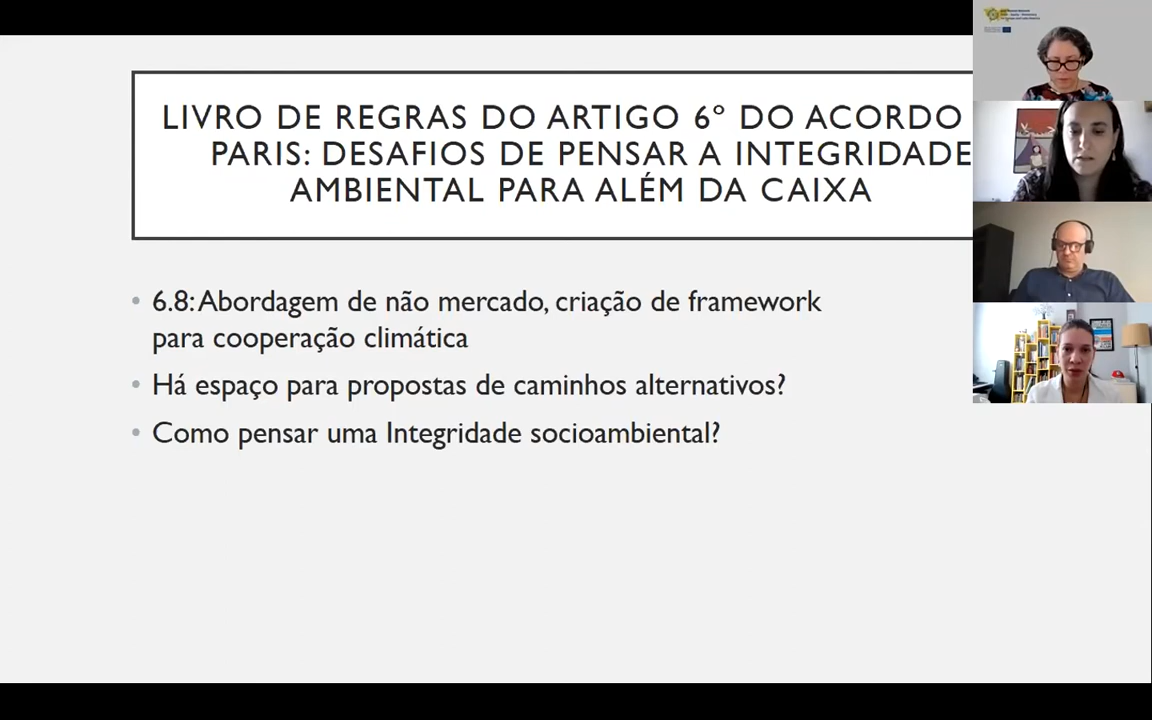 LIVRO DE REGRAS DO ARTIGO 6º DO ACORDO
PARIS: DESAFIOS DE PENSAR A INTEGRIDADE
AMBIENTAL PARA ALÉM DA CAIXA
• 6.8: Abordagem de não mercado, criação de framework
para cooperação climática
• Há espaço para propostas de caminhos alternativos?
• Como pensar uma Integridade socioambiental?